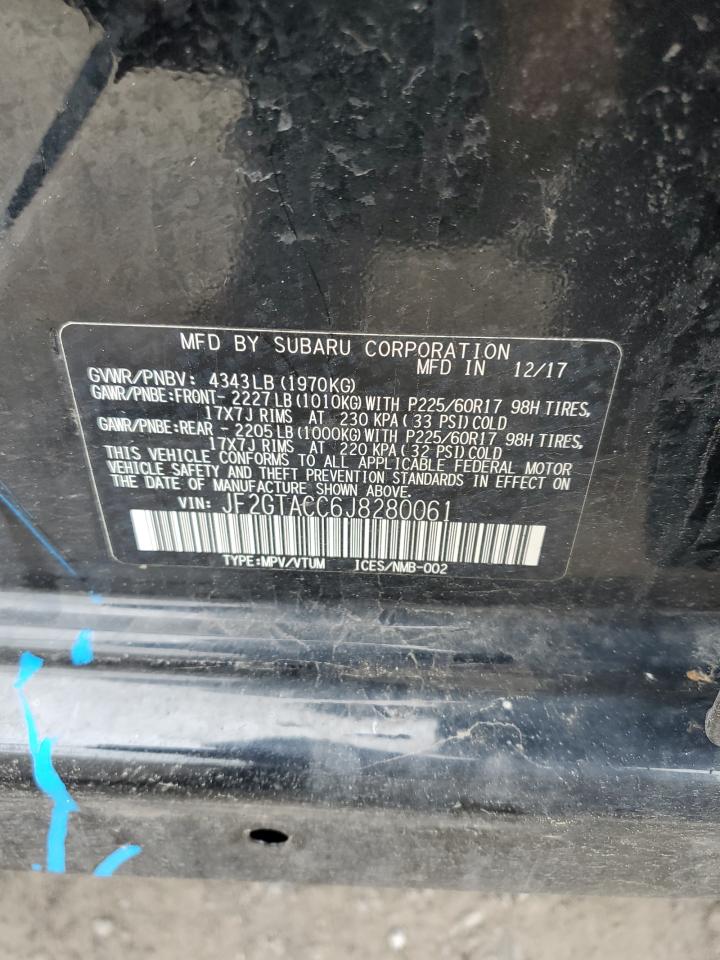 MFD BY SUBARU CORPORATION
MFD IN 12/17
GVWR/PNBV: 4343LB(1970KG)
GAWR/PNBE:FRONT- 2227LB(1010KG)WITH P225/60R17 98H TIRES,
17X7J RIMS AT 230 KPA( 33 PSI)COLD
GAWR/PNBE:REAR - 2205LB(1000KG)WITH P225/60R17 98H TIRES,
17X7J RIMS AT 220 KPA( 32 PSI)COLD
THIS VEHICLE CONFORMS TO ALL APPLICABLE FEDERAL MOTOR
VEHICLE SAFETY AND THEFT PREVENTION STANDARDS IN EFFECT ON
THE DATE OF MANUFACTURE SHOWN ABOVE.
VIN: JF2GTACC6J8280061
TYPE:MPV/VTUM ICES/NMB-002